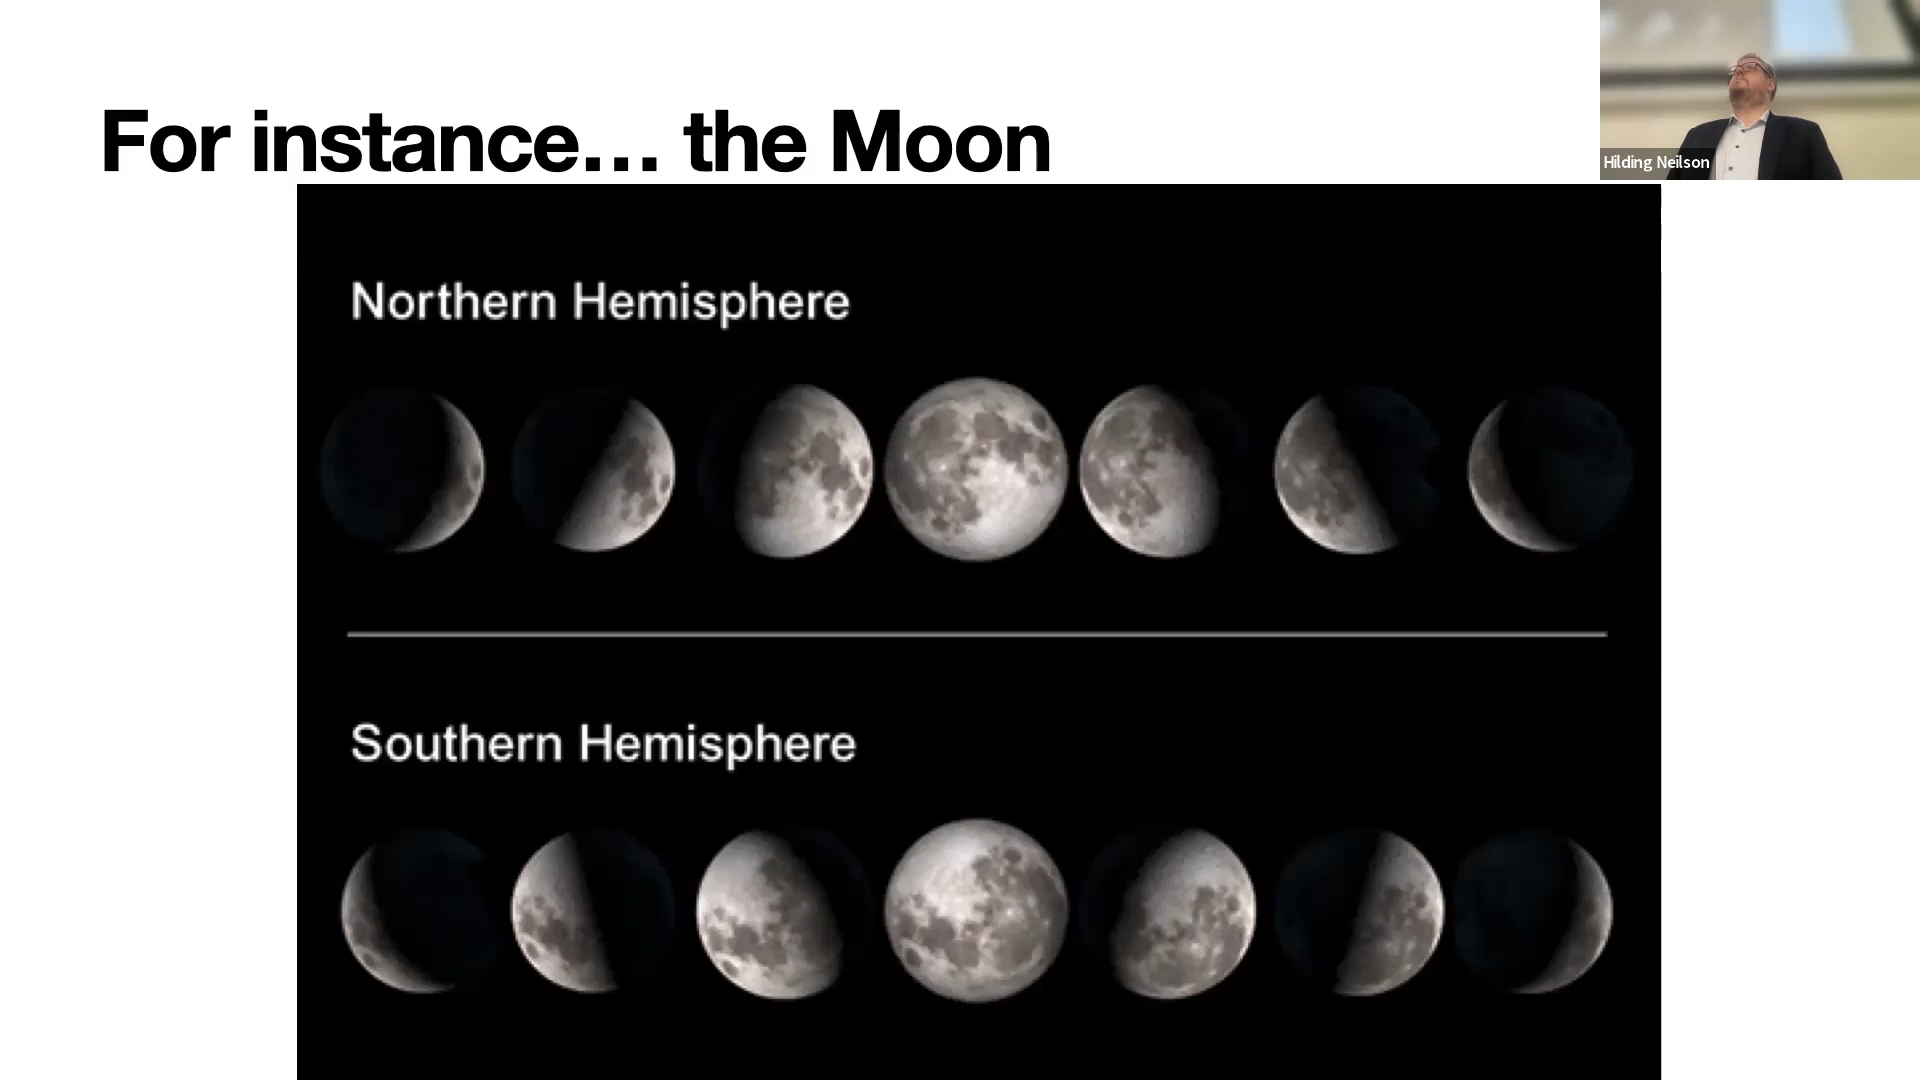 For instance… the Moon
Hilding Neilson
Northern Hemisphere
Southern Hemisphere